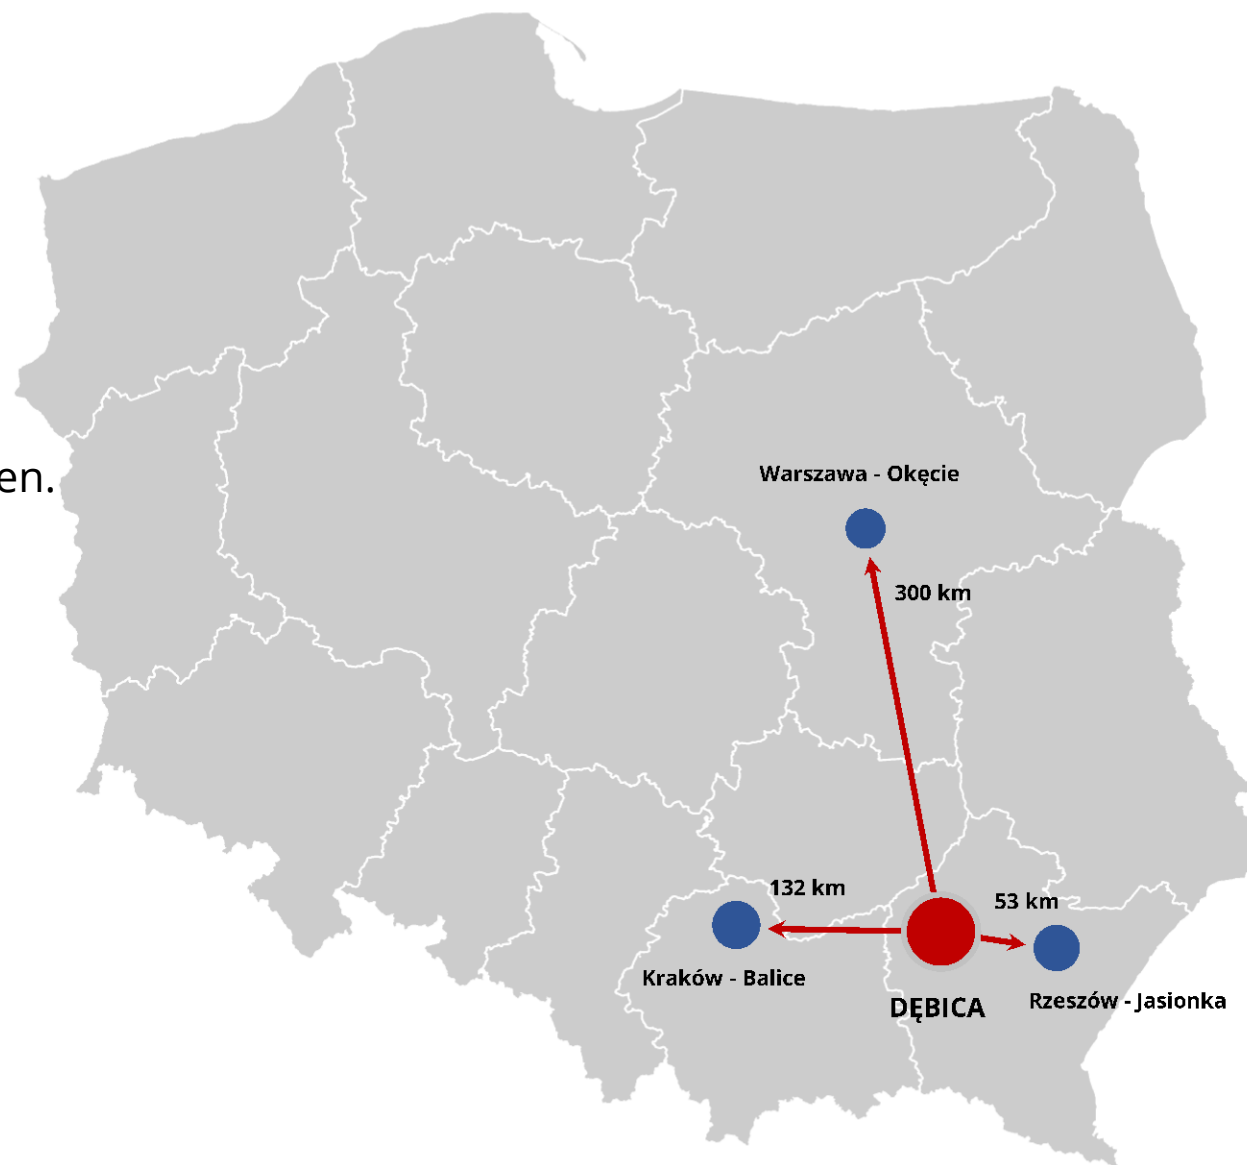 en.
Warszawa - Okęcie
300 km
132 km
53 km
Kraków - Balice
DĘBICA
Rzeszów - Jasionka